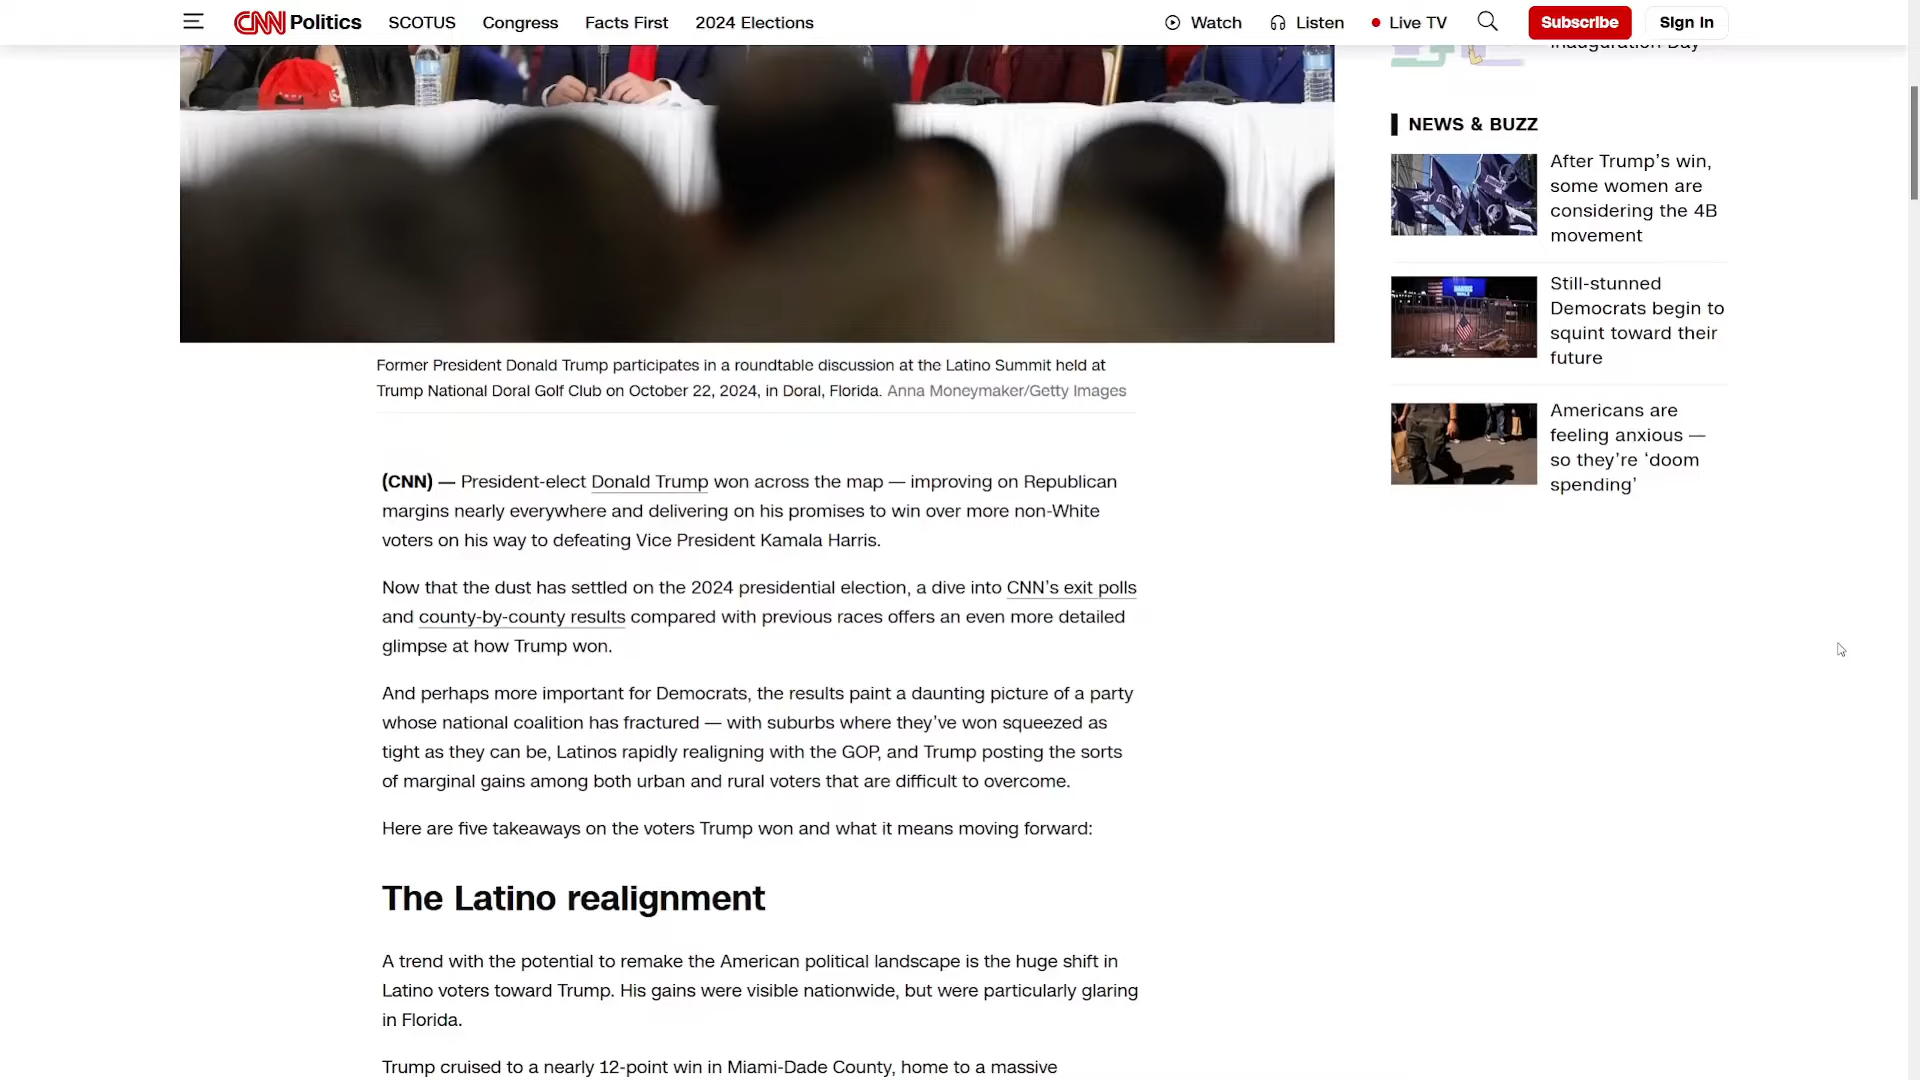 CNN Politics SCOTUS Congress Facts First 2024 Elections Watch Listen Live TV Subscribe Sign in
Inauguration Day
NEWS & BUZZ
After Trump’s win,
some women are
considering the 4B
movement
Still-stunned
Democrats begin to
squint toward their
future
Americans are
feeling anxious —
so they’re ‘doom
spending’
Former President Donald Trump participates in a roundtable discussion at the Latino Summit held at
Trump National Doral Golf Club on October 22, 2024, in Doral, Florida. Anna Moneymaker/Getty Images
(CNN) — President-elect Donald Trump won across the map — improving on Republican
margins nearly everywhere and delivering on his promises to win over more non-White
voters on his way to defeating Vice President Kamala Harris.
Now that the dust has settled on the 2024 presidential election, a dive into CNN’s exit polls
and county-by-county results compared with previous races offers an even more detailed
glimpse at how Trump won.
And perhaps more important for Democrats, the results paint a daunting picture of a party
whose national coalition has fractured — with suburbs where they’ve won squeezed as
tight as they can be, Latinos rapidly realigning with the GOP, and Trump posting the sorts
of marginal gains among both urban and rural voters that are difficult to overcome.
Here are five takeaways on the voters Trump won and what it means moving forward:
The Latino realignment
A trend with the potential to remake the American political landscape is the huge shift in
Latino voters toward Trump. His gains were visible nationwide, but were particularly glaring
in Florida.
Trump cruised to a nearly 12-point win in Miami-Dade County, home to a massive